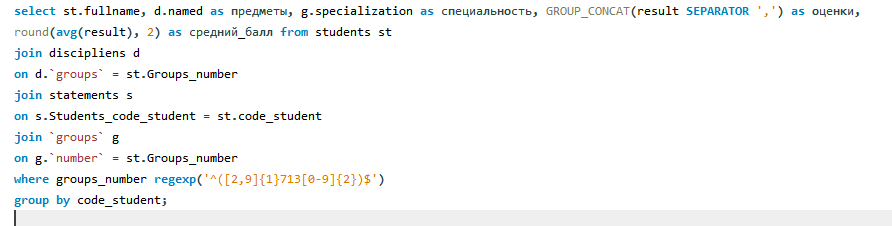 select st.fullname, d.named as предметы, g.specialization as специальность, GROUP_CONCAT(result SEPARATOR ',') as оценки,
round(avg(result), 2) as средний_балл from students st
join discipliens d
on d.`groups` = st.Groups_number
join statements s
on s.Students_code_student = st.code_student
join `groups` g
on g.`number` = st.Groups_number
where groups_number regexp('^([2,9]{1}713[0-9]{2})$')
group by code_student;